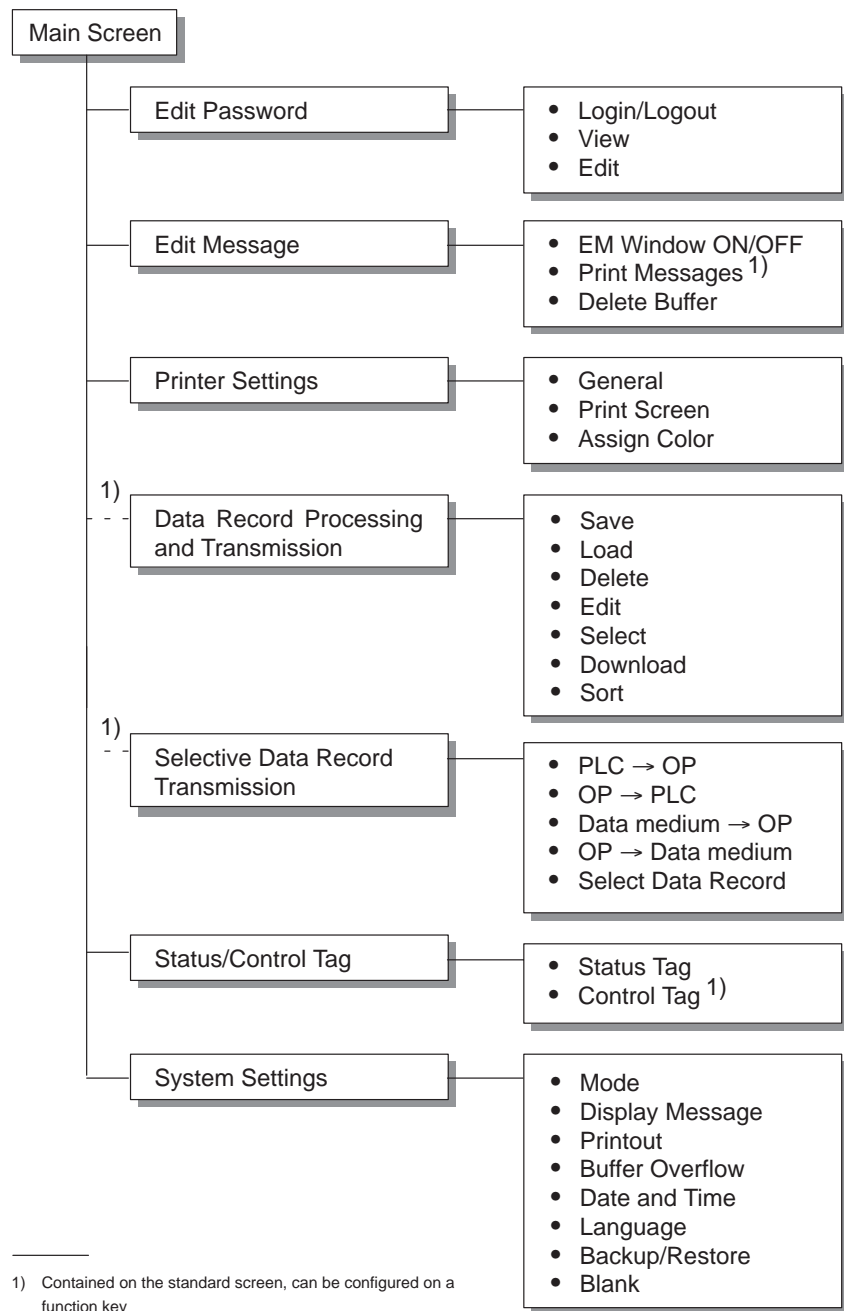 Main Screen
Edit Password
• Login/Logout
• View
• Edit
Edit Message
• EM Window ON/OFF
• Print Messages 1)
• Delete Buffer
Printer Settings
• General
• Print Screen
• Assign Color
1)
Data Record Processing
and Transmission
• Save
• Load
• Delete
• Edit
• Select
• Download
• Sort
1)
Selective Data Record
Transmission
• PLC → OP
• OP → PLC
• Data medium → OP
• OP → Data medium
• Select Data Record
Status/Control Tag
• Status Tag
• Control Tag 1)
System Settings
• Mode
• Display Message
• Printout
• Buffer Overflow
• Date and Time
• Language
• Backup/Restore
• Blank
1) Contained on the standard screen, can be configured on a
function key